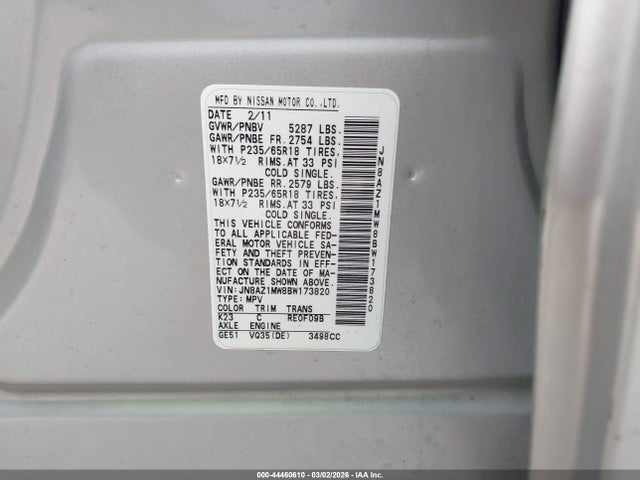 MFD BY NISSAN MOTOR CO.,LTD.
DATE 2/11
GVWR/PNBV 5287 LBS.
GAWR/PNBE FR. 2754 LBS.
WITH P235/65R18 TIRES.
18×7½ RIMS. AT 33 PSI
COLD SINGLE.
GAWR/PNBE RR. 2579 LBS.
WITH P235/65R18 TIRES.
18×7½ RIMS. AT 33 PSI
COLD SINGLE.
THIS VEHICLE CONFORMS
TO ALL APPLICABLE FED-
ERAL MOTOR VEHICLE SA-
FETY AND THEFT PREVEN-
TION STANDARDS IN EFF-
ECT ON THE DATE OF MA-
NUFACTURE SHOWN ABOVE.
VIN: JN8AZ1MW8BW173820
TYPE: MPV
COLOR TRIM TRANS
K23 C RE0F09B
AXLE ENGINE
GE51 VQ35(DE) 3498CC
JN8AZ1MW8BW173820
000-44460610 - 03/02/2026 - IAA Inc.